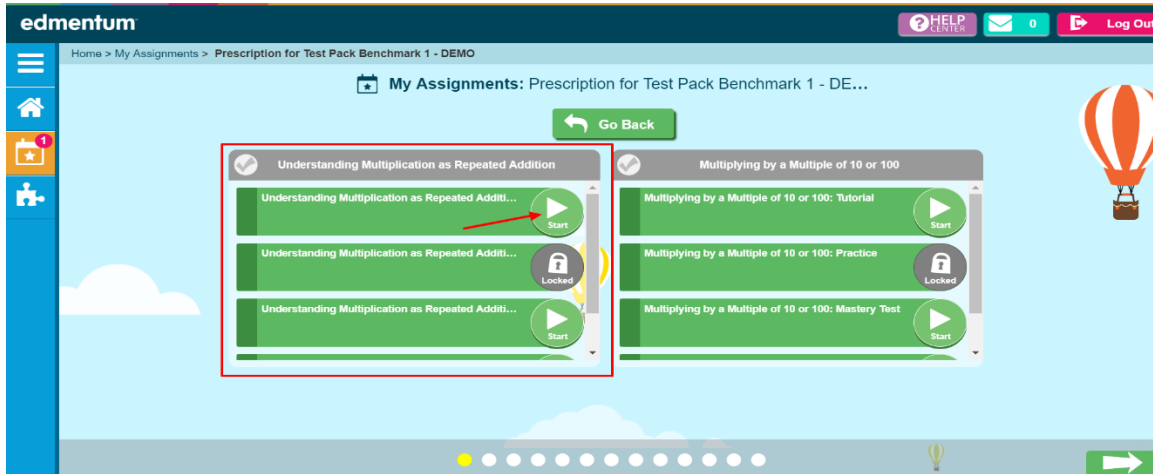 edmentum
HELP CENTER
0
Log Out
Home > My Assignments > Prescription for Test Pack Benchmark 1 - DEMO
1
My Assignments: Prescription for Test Pack Benchmark 1 - DE...
Go Back
Understanding Multiplication as Repeated Addition
Understanding Multiplication as Repeated Additi...
Start
Understanding Multiplication as Repeated Additi...
Locked
Understanding Multiplication as Repeated Additi...
Start
Multiplying by a Multiple of 10 or 100
Multiplying by a Multiple of 10 or 100: Tutorial
Start
Multiplying by a Multiple of 10 or 100: Practice
Locked
Multiplying by a Multiple of 10 or 100: Mastery Test
Start